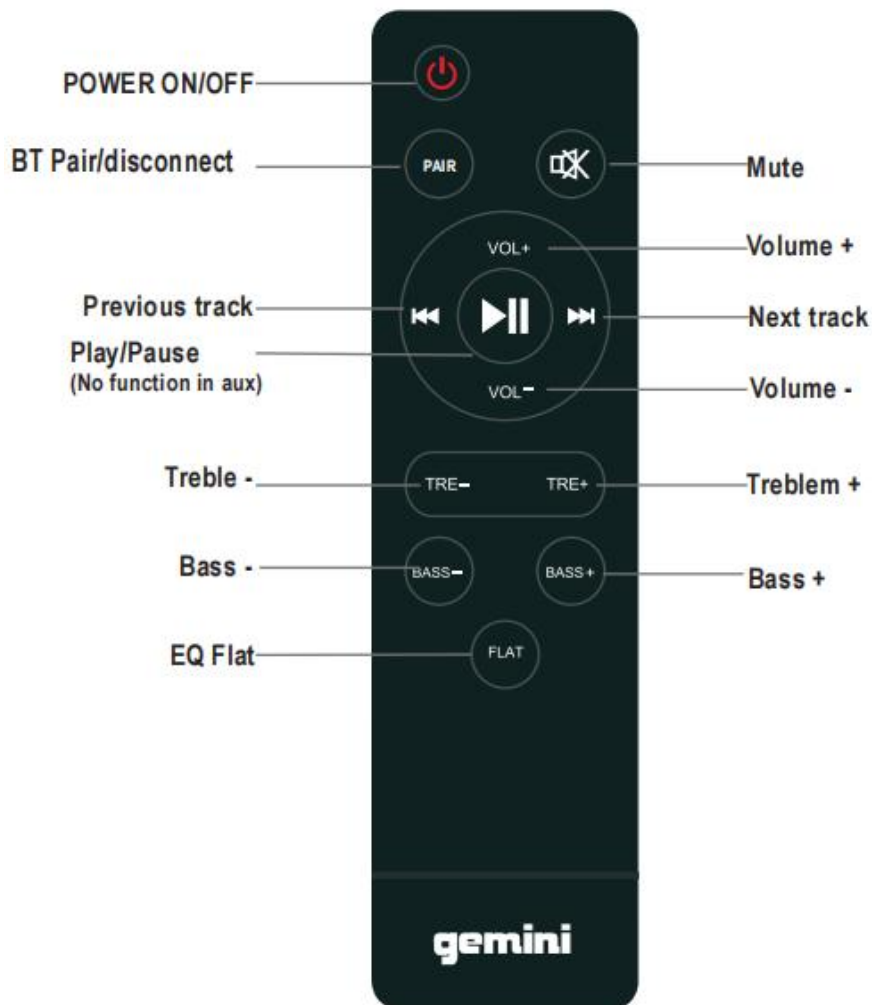 POWER ON/OFF
BT Pair/disconnect
PAIR
Mute
VOL+
Volume +
Previous track
Next track
Play/Pause
(No function in aux)
VOL-
Volume -
Treble -
TRE-
TRE+
Treblem +
Bass -
BASS-
BASS+
Bass +
EQ Flat
FLAT
gemini